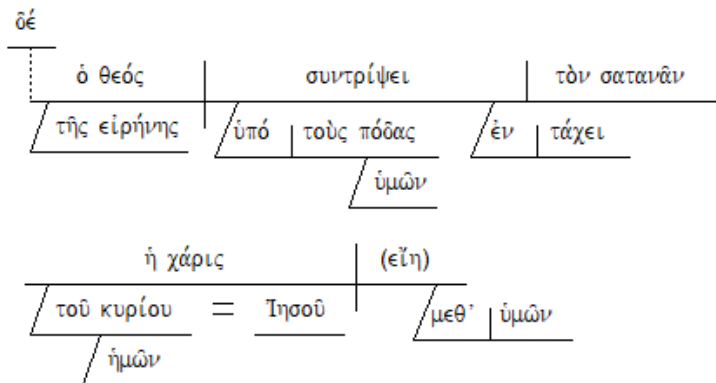 δέ
ὁ θεός συντρίψει τὸν σατανᾶν
τῆς εἰρήνης ὑπό τοὺς πόδας ἐν τάχει
ὑμῶν
ἡ χάρις (εἴη)
τοῦ κυρίου = Ἰησοῦ μεθ’ ὑμῶν
ἡμῶν